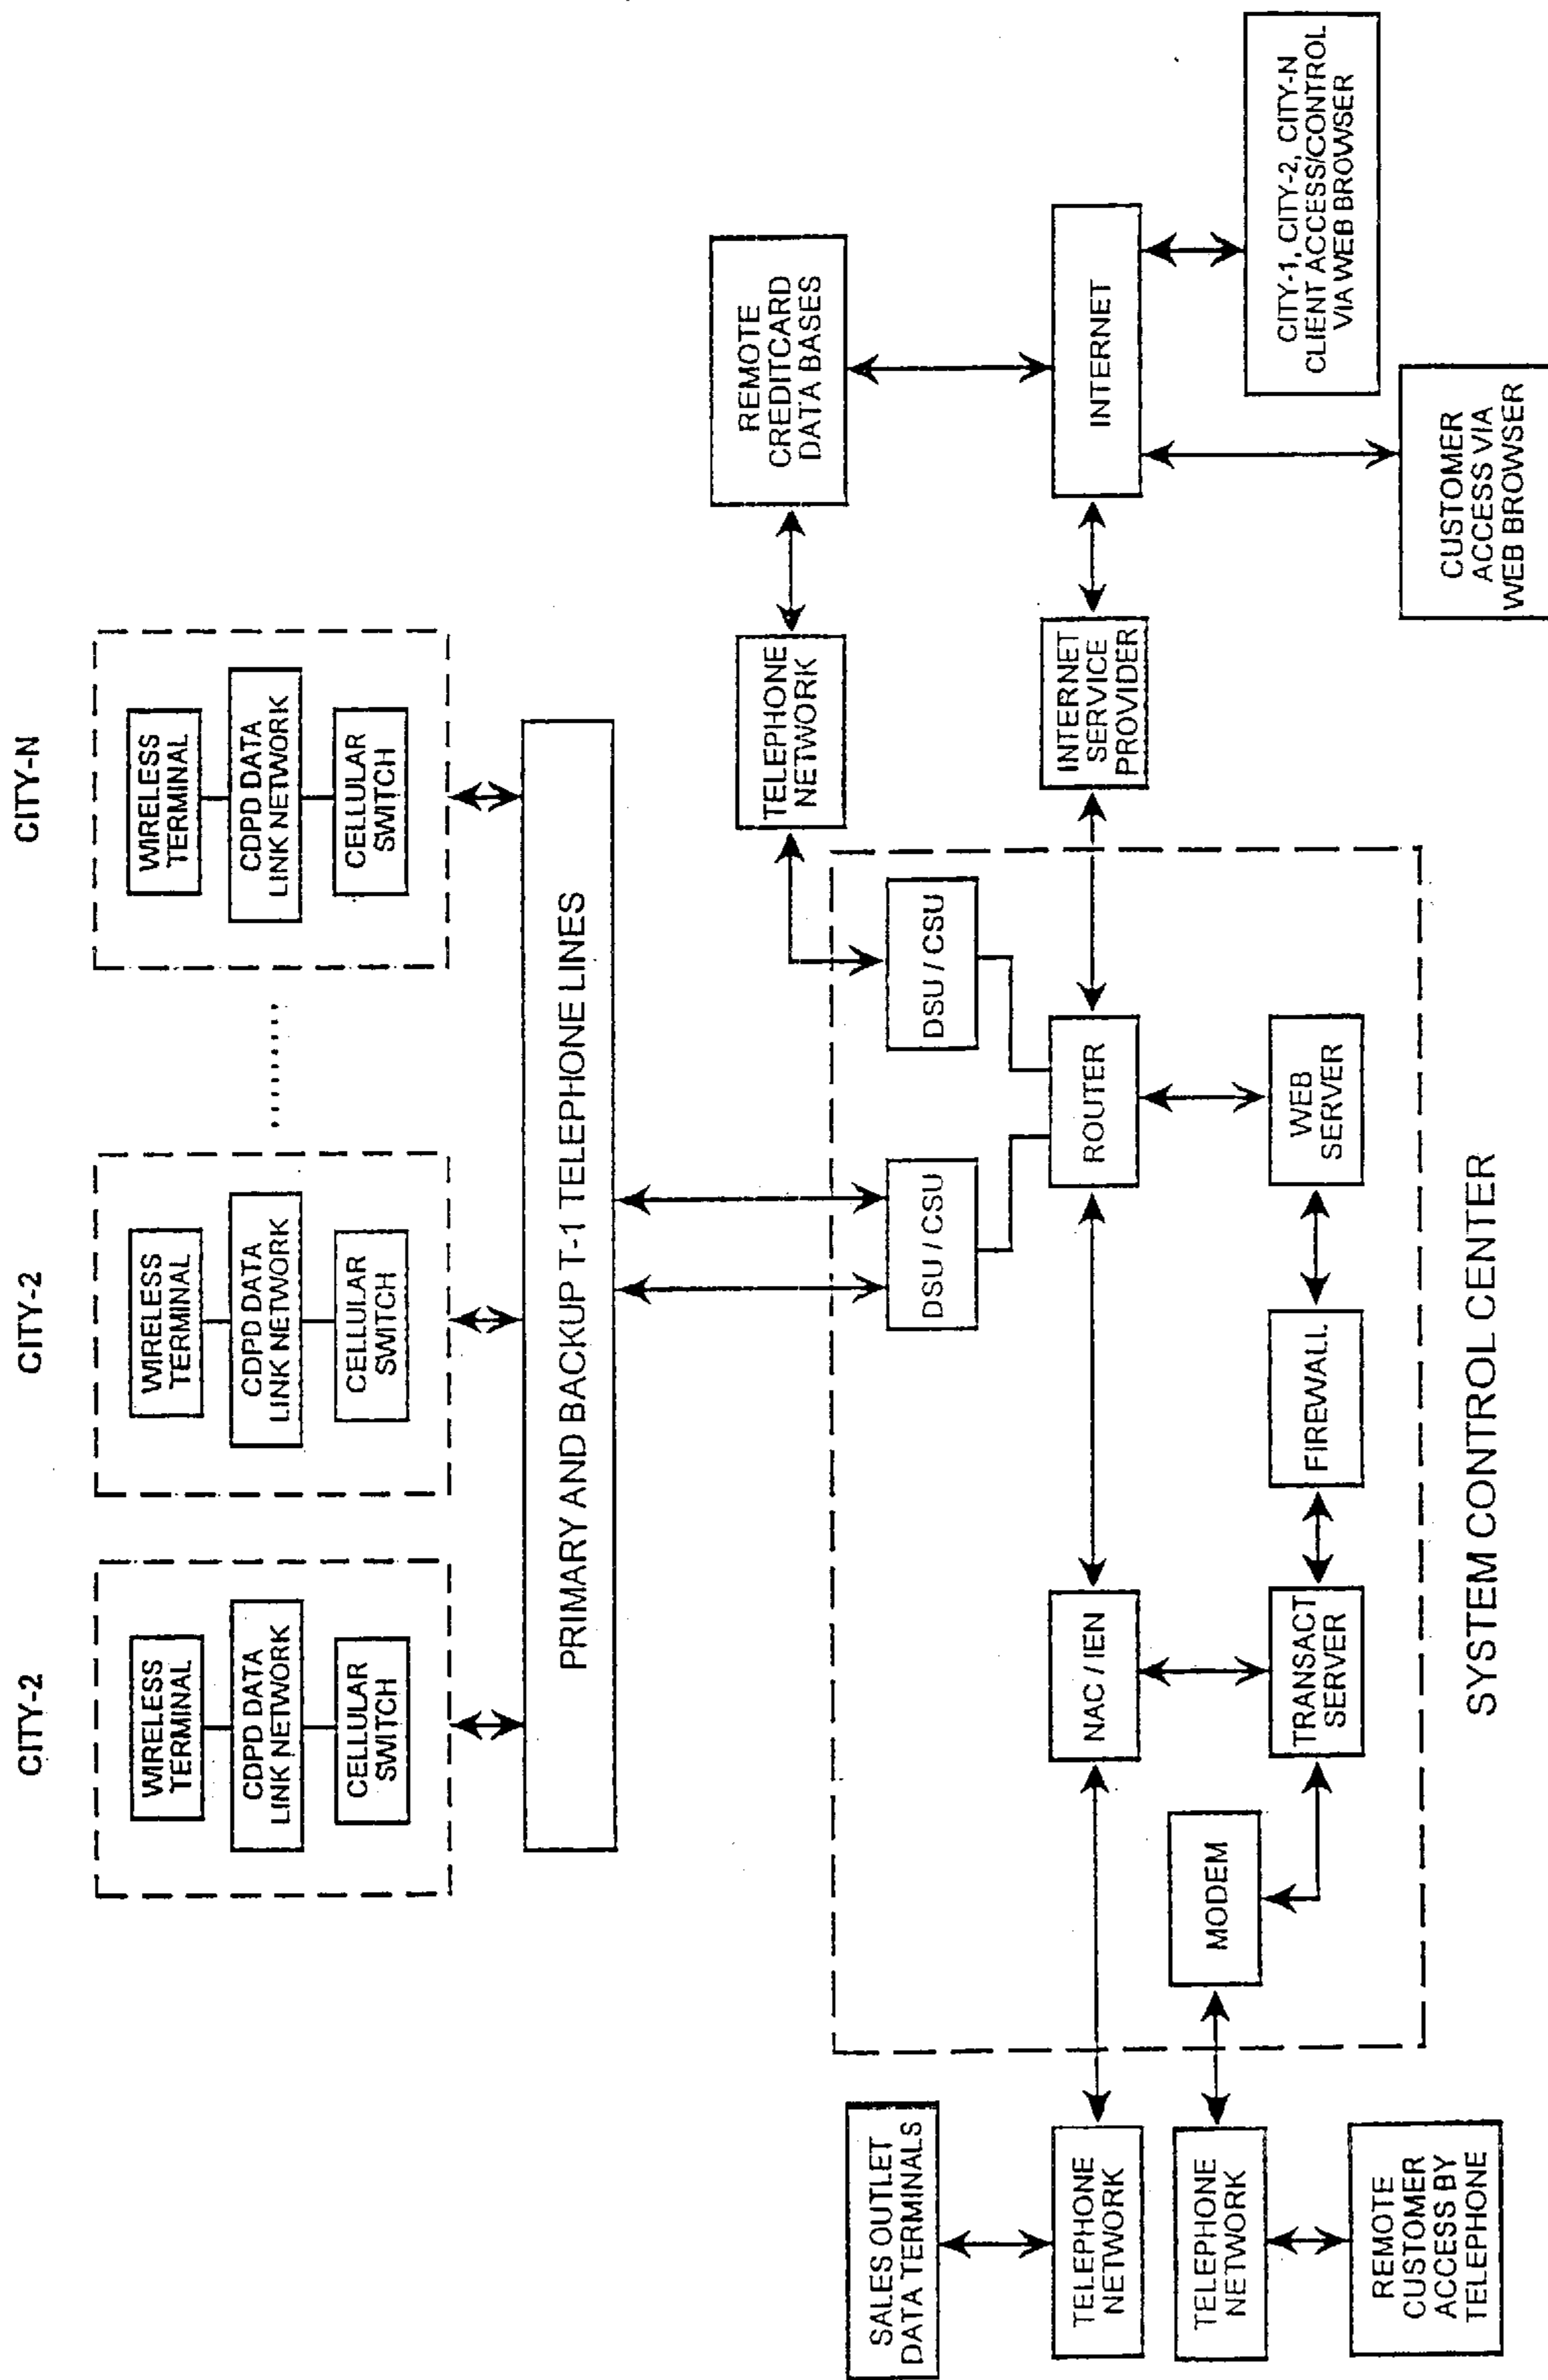 CITY-2
CITY-2
CITY-N
WIRELESS
TERMINAL
CDPD DATA
LINK NETWORK
CELLULAR
SWITCH
WIRELESS
TERMINAL
CDPD DATA
LINK NETWORK
CELLULAR
SWITCH
........
WIRELESS
TERMINAL
CDPD DATA
LINK NETWORK
CELLULAR
SWITCH
PRIMARY AND BACKUP T-1 TELEPHONE LINES
TELEPHONE
NETWORK
REMOTE
CREDITCARD
DATA BASES
SALES OUTLET
DATA TERMINALS
DSU / CSU
DSU / CSU
TELEPHONE
NETWORK
NAC / IEN
ROUTER
INTERNET
SERVICE
PROVIDER
INTERNET
TELEPHONE
NETWORK
MODEM
TRANSACT
SERVER
FIREWALL
WEB
SERVER
REMOTE
CUSTOMER
ACCESS BY
TELEPHONE
CITY-1, CITY-2, CITY-N
CLIENT ACCESS/CONTROL
VIA WEB BROWSER
CUSTOMER
ACCESS VIA
WEB BROWSER
SYSTEM CONTROL CENTER